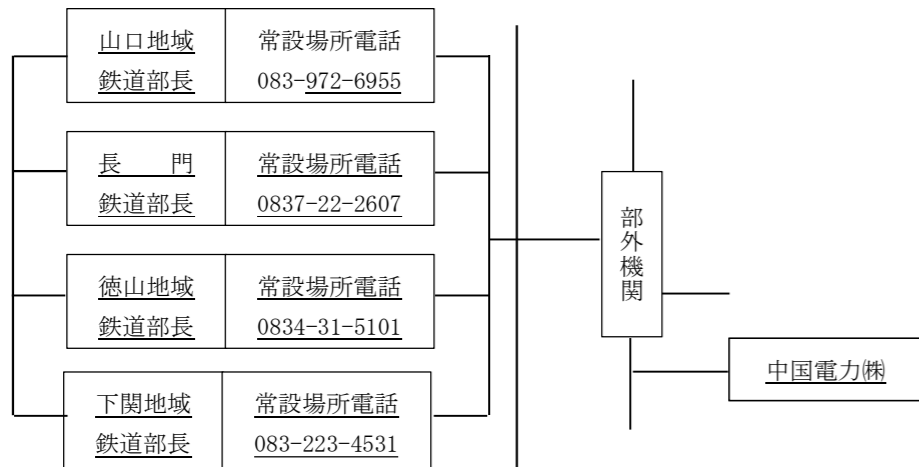 山口地域 常設場所電話
鉄道部長 083-972-6955
長　　門 常設場所電話
鉄道部長 0837-22-2607
部外機関
徳山地域 常設場所電話
鉄道部長 0834-31-5101
中国電力㈱
下関地域 常設場所電話
鉄道部長 083-223-4531